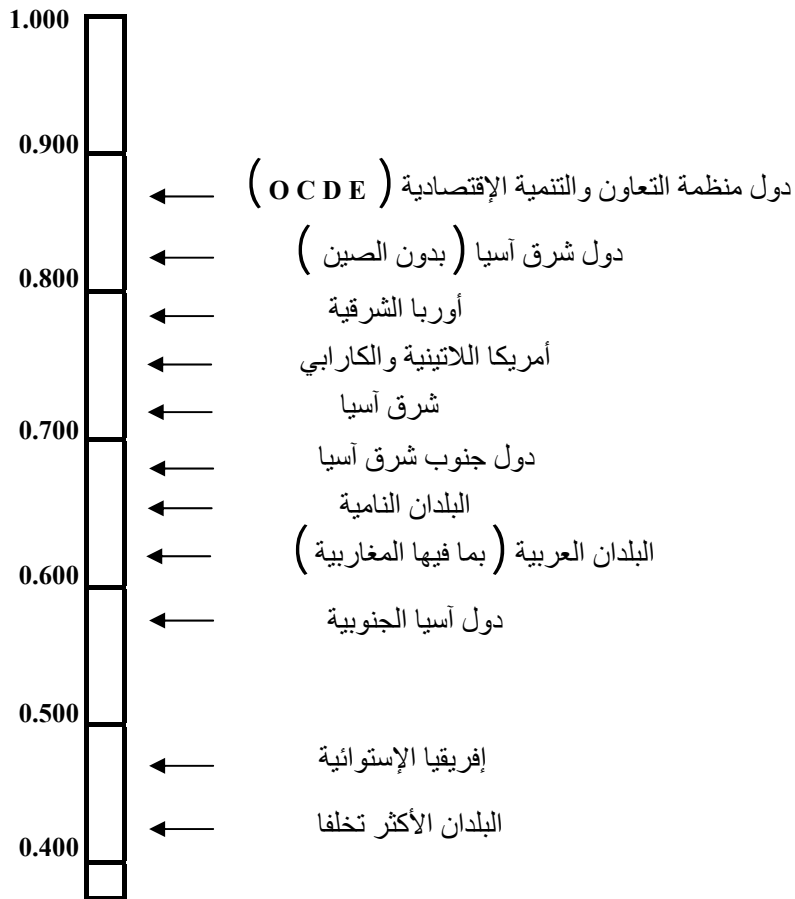 1.000
0.900
دول منظمة التعاون والتنمية الإقتصادية ( O C D E )
دول شرق آسيا ( بدون الصين )
0.800
أوربا الشرقية
أمريكا اللاتينية والكارابي
شرق آسيا
0.700
دول جنوب شرق آسيا
البلدان النامية
البلدان العربية ( بما فيها المغاربية )
0.600
دول آسيا الجنوبية
0.500
إفريقيا الإستوائية
البلدان الأكثر تخلفا
0.400